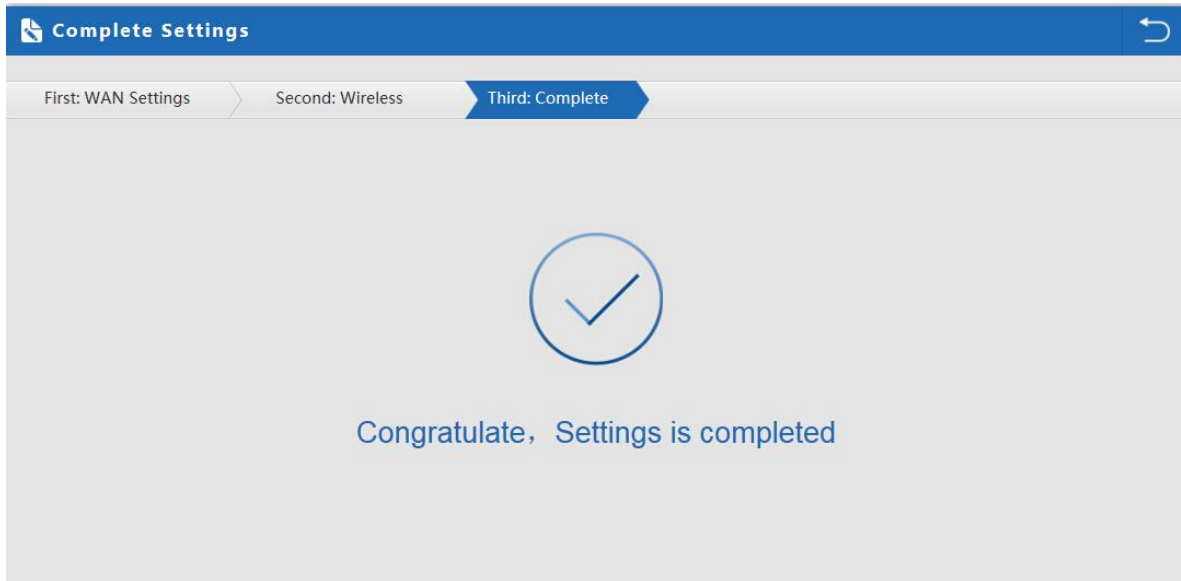 Complete Settings
First: WAN Settings Second: Wireless Third: Complete
Congratulate，Settings is completed